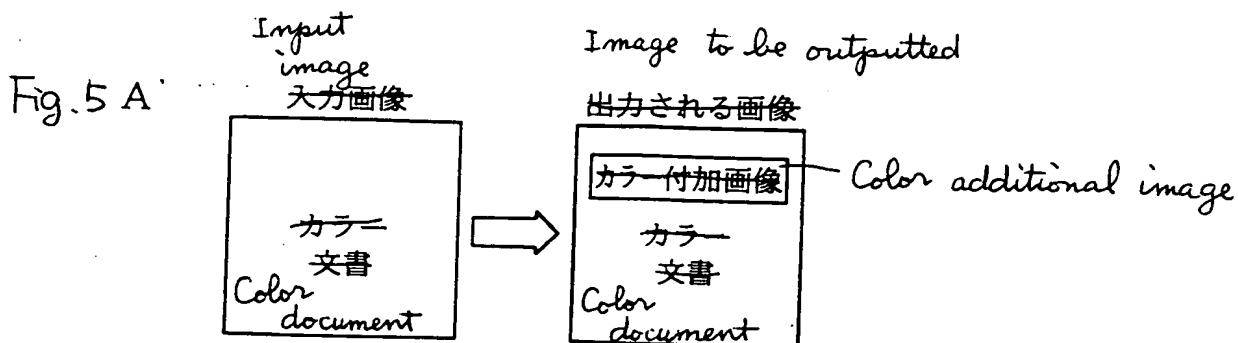 Fig. 5 A
Input
image
入力画像
カラー
文書
Color
document
Image to be outputted
出力される画像
カラー付加画像
Color additional image
カラー
文書
Color
document